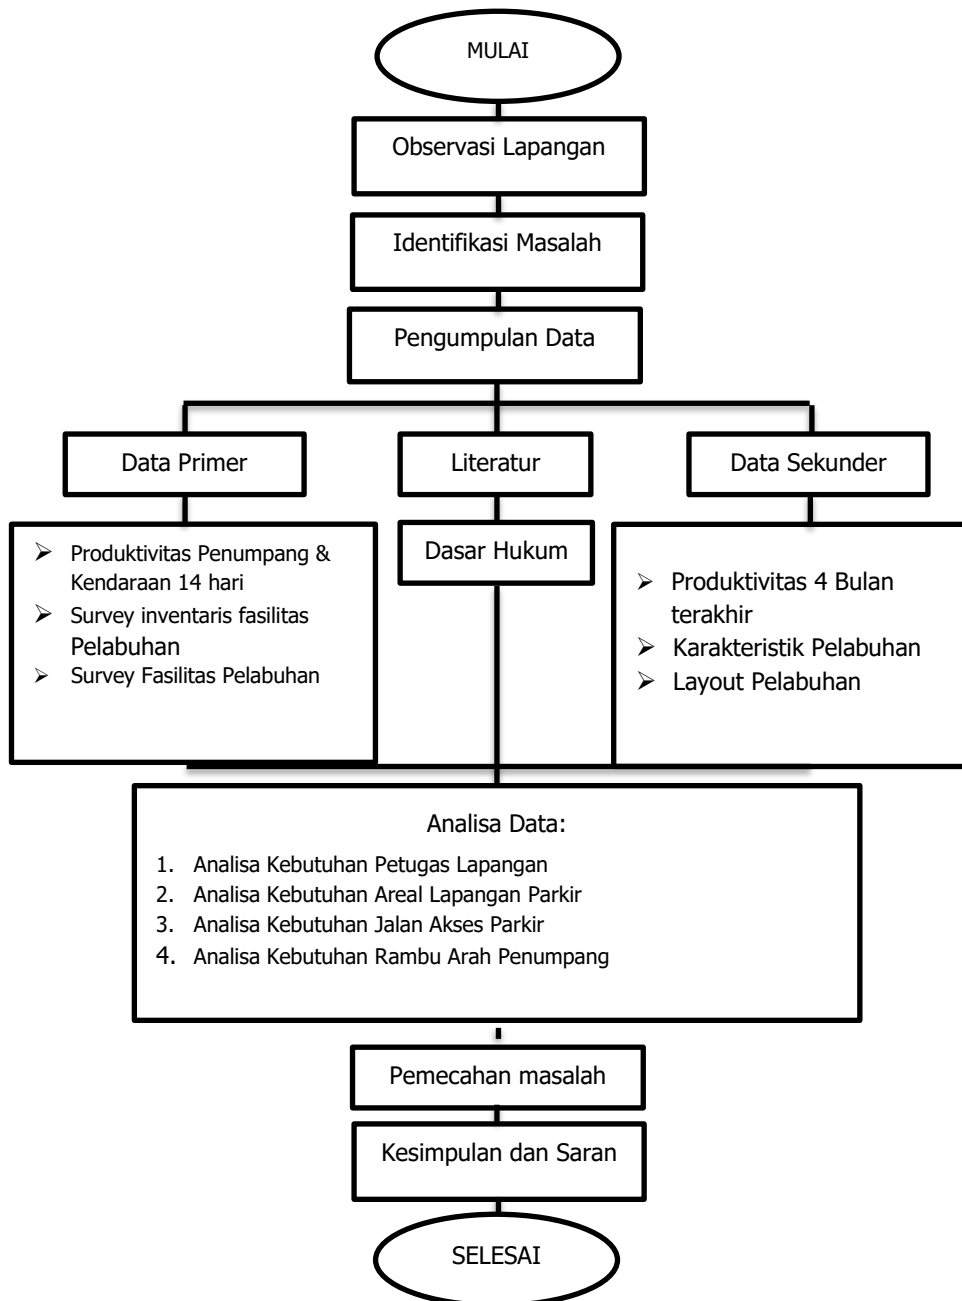 MULAI
Observasi Lapangan
Identifikasi Masalah
Pengumpulan Data
Data Primer
Literatur
Data Sekunder
➢ Produktivitas Penumpang &
Kendaraan 14 hari
➢ Survey inventaris fasilitas
Pelabuhan
➢ Survey Fasilitas Pelabuhan
Dasar Hukum
➢ Produktivitas 4 Bulan
terakhir
➢ Karakteristik Pelabuhan
➢ Layout Pelabuhan
Analisa Data:
1. Analisa Kebutuhan Petugas Lapangan
2. Analisa Kebutuhan Areal Lapangan Parkir
3. Analisa Kebutuhan Jalan Akses Parkir
4. Analisa Kebutuhan Rambu Arah Penumpang
Pemecahan masalah
Kesimpulan dan Saran
SELESAI